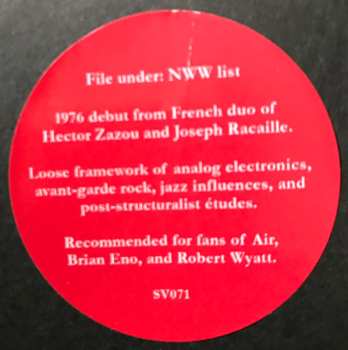 File under: NWW list
1976 debut from French duo of
Hector Zazou and Joseph Racaille.
Loose framework of analog electronics,
avant-garde rock, jazz influences, and
post-structuralist études.
Recommended for fans of Air,
Brian Eno, and Robert Wyatt.
SV071